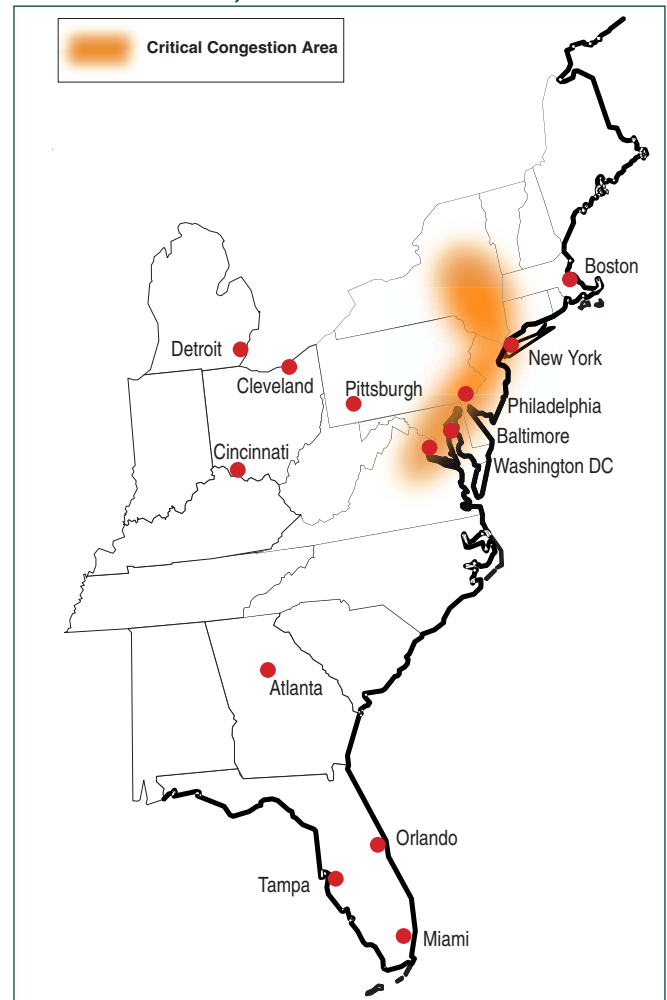 Critical Congestion Area
Boston
Detroit
New York
Cleveland
Pittsburgh
Philadelphia
Baltimore
Cincinnati
Washington DC
Atlanta
Orlando
Tampa
Miami